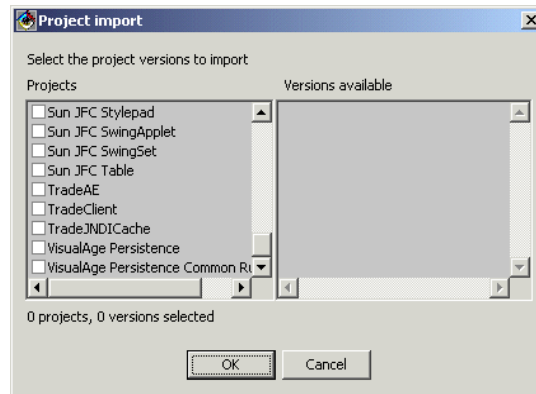 Project import
Select the project versions to import
Projects
Versions available
Sun JFC Stylepad
Sun JFC SwingApplet
Sun JFC SwingSet
Sun JFC Table
TradeAE
TradeClient
TradeJNDICache
VisualAge Persistence
VisualAge Persistence Common
0 projects, 0 versions selected
OK
Cancel